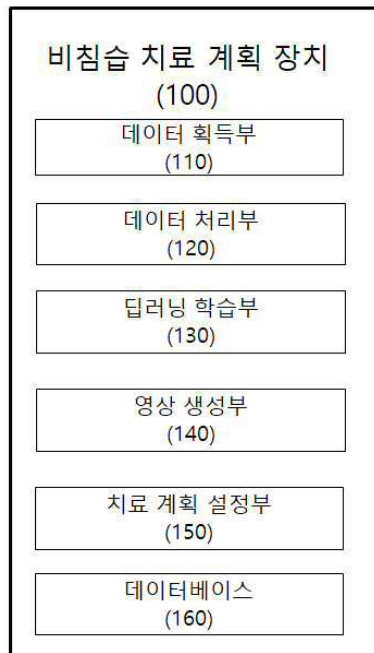 비침습 치료 계획 장치
(100)
데이터 획득부
(110)
데이터 처리부
(120)
딥러닝 학습부
(130)
영상 생성부
(140)
치료 계획 설정부
(150)
데이터베이스
(160)